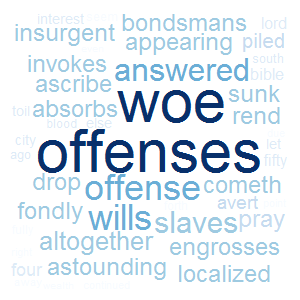 interest bondsmans lord
insurgent appearing piled
south
invokes answered bible
ascribe woe sunk
absorbs rend
toil blood else
city offenses let
ago fifty
drop offense cometh
avert
fondly wills slaves pray
altogether engrosses
four astounding localized